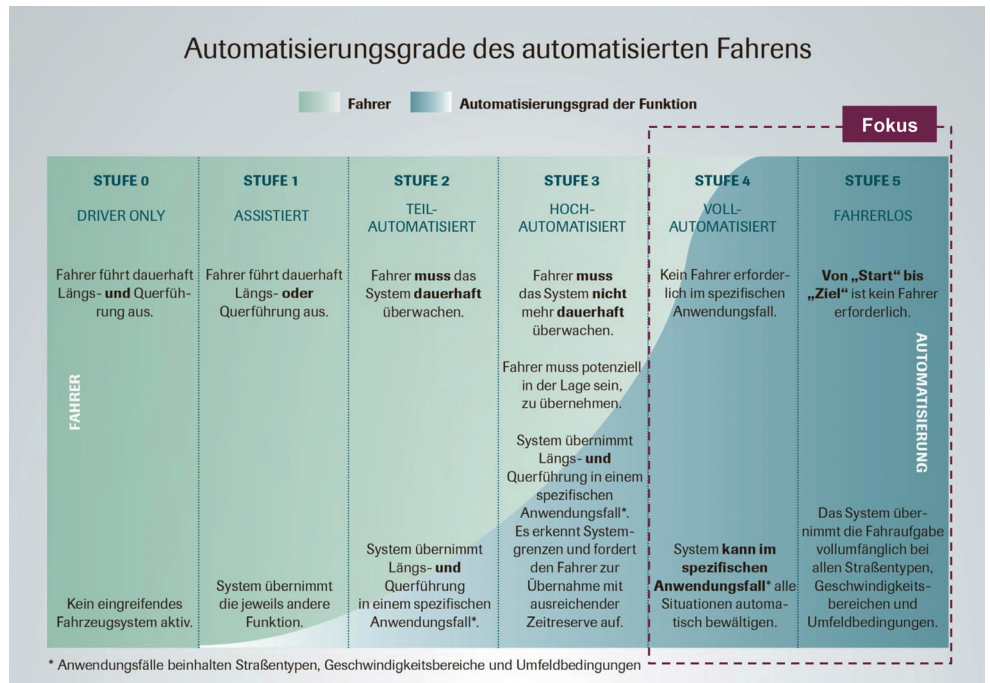 Automatisierungsgrade des automatisierten Fahrens
Fahrer
Automatisierungsgrad der Funktion
Fokus
STUFE 0
DRIVER ONLY
Fahrer führt dauerhaft
Längs- und Querfüh-
rung aus.
FAHRER
Kein eingreifendes
Fahrzeugsystem aktiv.
STUFE 1
ASSISTIERT
Fahrer führt dauerhaft
Längs- oder
Querführung aus.
System übernimmt
die jeweils andere
Funktion.
STUFE 2
TEIL-
AUTOMATISIERT
Fahrer muss das
System dauerhaft
überwachen.
System übernimmt
Längs- und
Querführung
in einem spezifischen
Anwendungsfall*.
STUFE 3
HOCH-
AUTOMATISIERT
Fahrer muss
das System nicht
mehr dauerhaft
überwachen.
Fahrer muss potenziell
in der Lage sein,
zu übernehmen.
System übernimmt
Längs- und
Querführung in einem
spezifischen
Anwendungsfall*.
Es erkennt System-
grenzen und fordert
den Fahrer zur
Übernahme mit
ausreichender
Zeitreserve auf.
STUFE 4
VOLL-
AUTOMATISIERT
Kein Fahrer erforder-
lich im spezifischen
Anwendungsfall.
System kann im
spezifischen
Anwendungsfall* alle
Situationen automa-
tisch bewältigen.
STUFE 5
FAHRERLOS
Von „Start“ bis
„Ziel“ ist kein Fahrer
erforderlich.
AUTOMATISIERUNG
Das System über-
nimmt die Fahraufgabe
vollumfänglich bei
allen Straßentypen,
Geschwindigkeits-
bereichen und
Umfeldbedingungen.
* Anwendungsfälle beinhalten Straßentypen, Geschwindigkeitsbereiche und Umfeldbedingungen